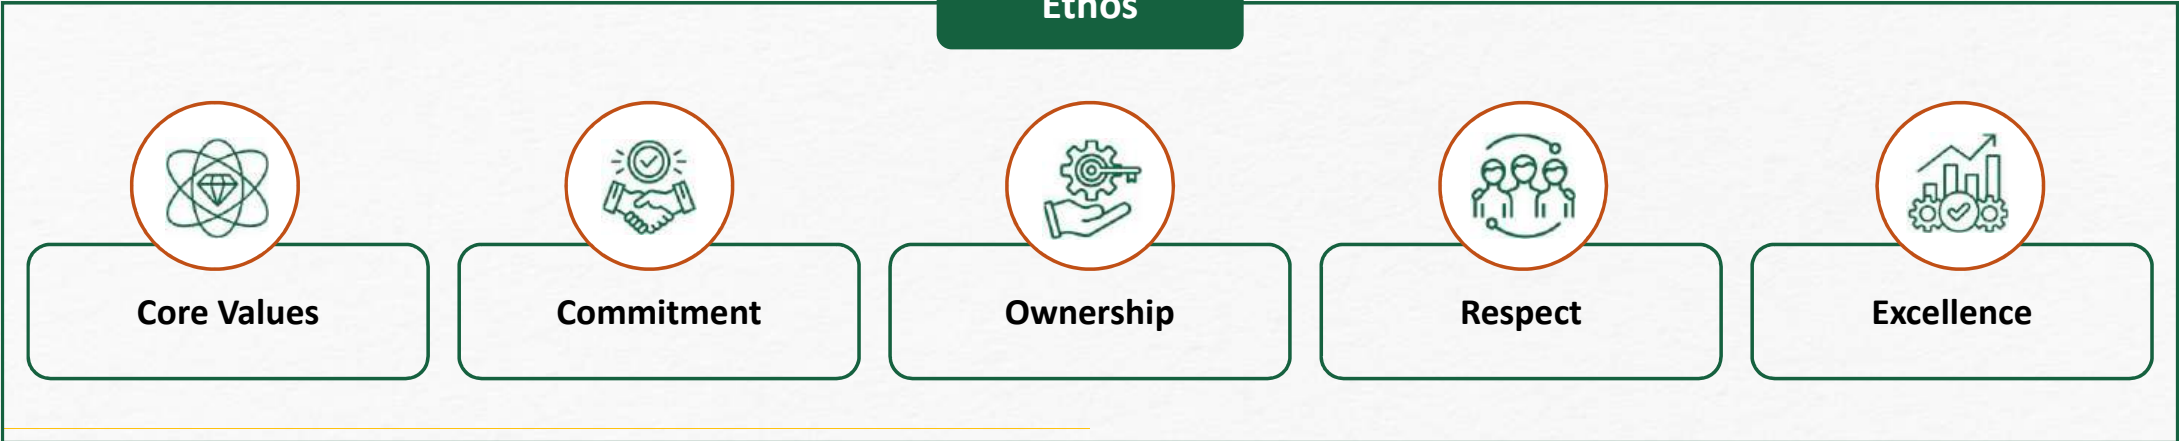 Ethos
Core Values
Commitment
Ownership
Respect
Excellence